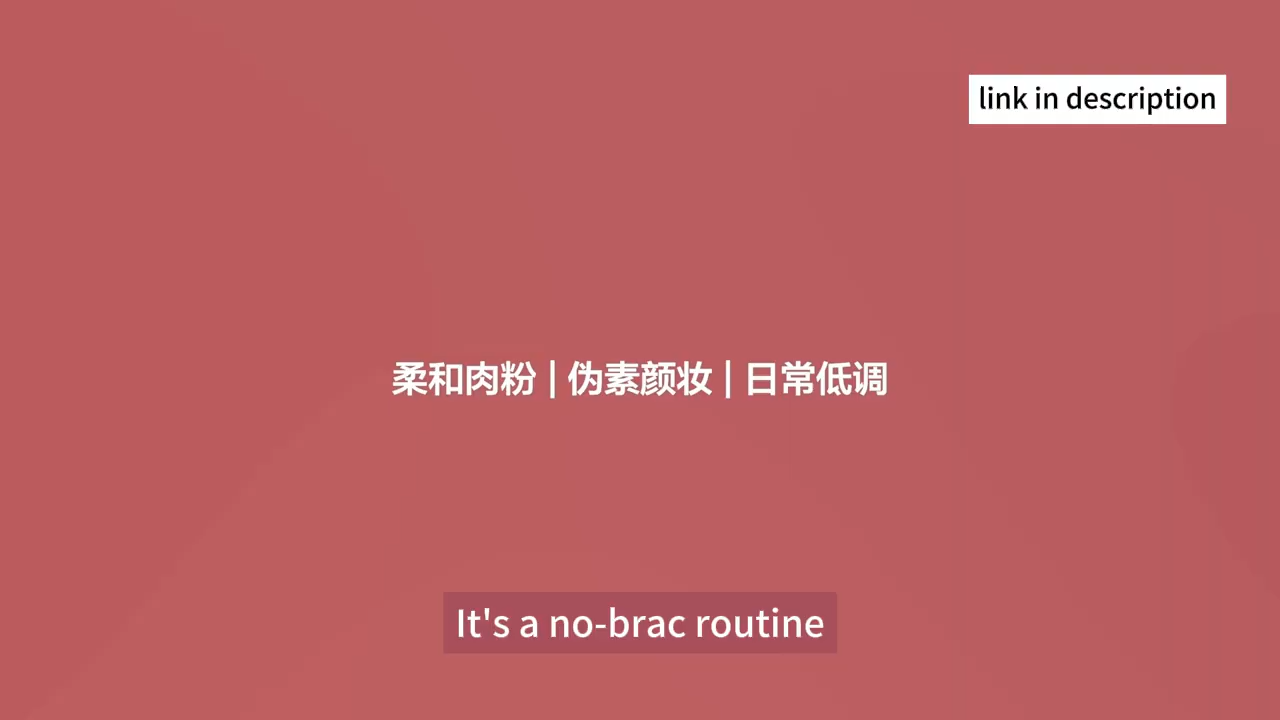 link in description
柔和肉粉 | 伪素颜妆 | 日常低调
It's a no-brac routine